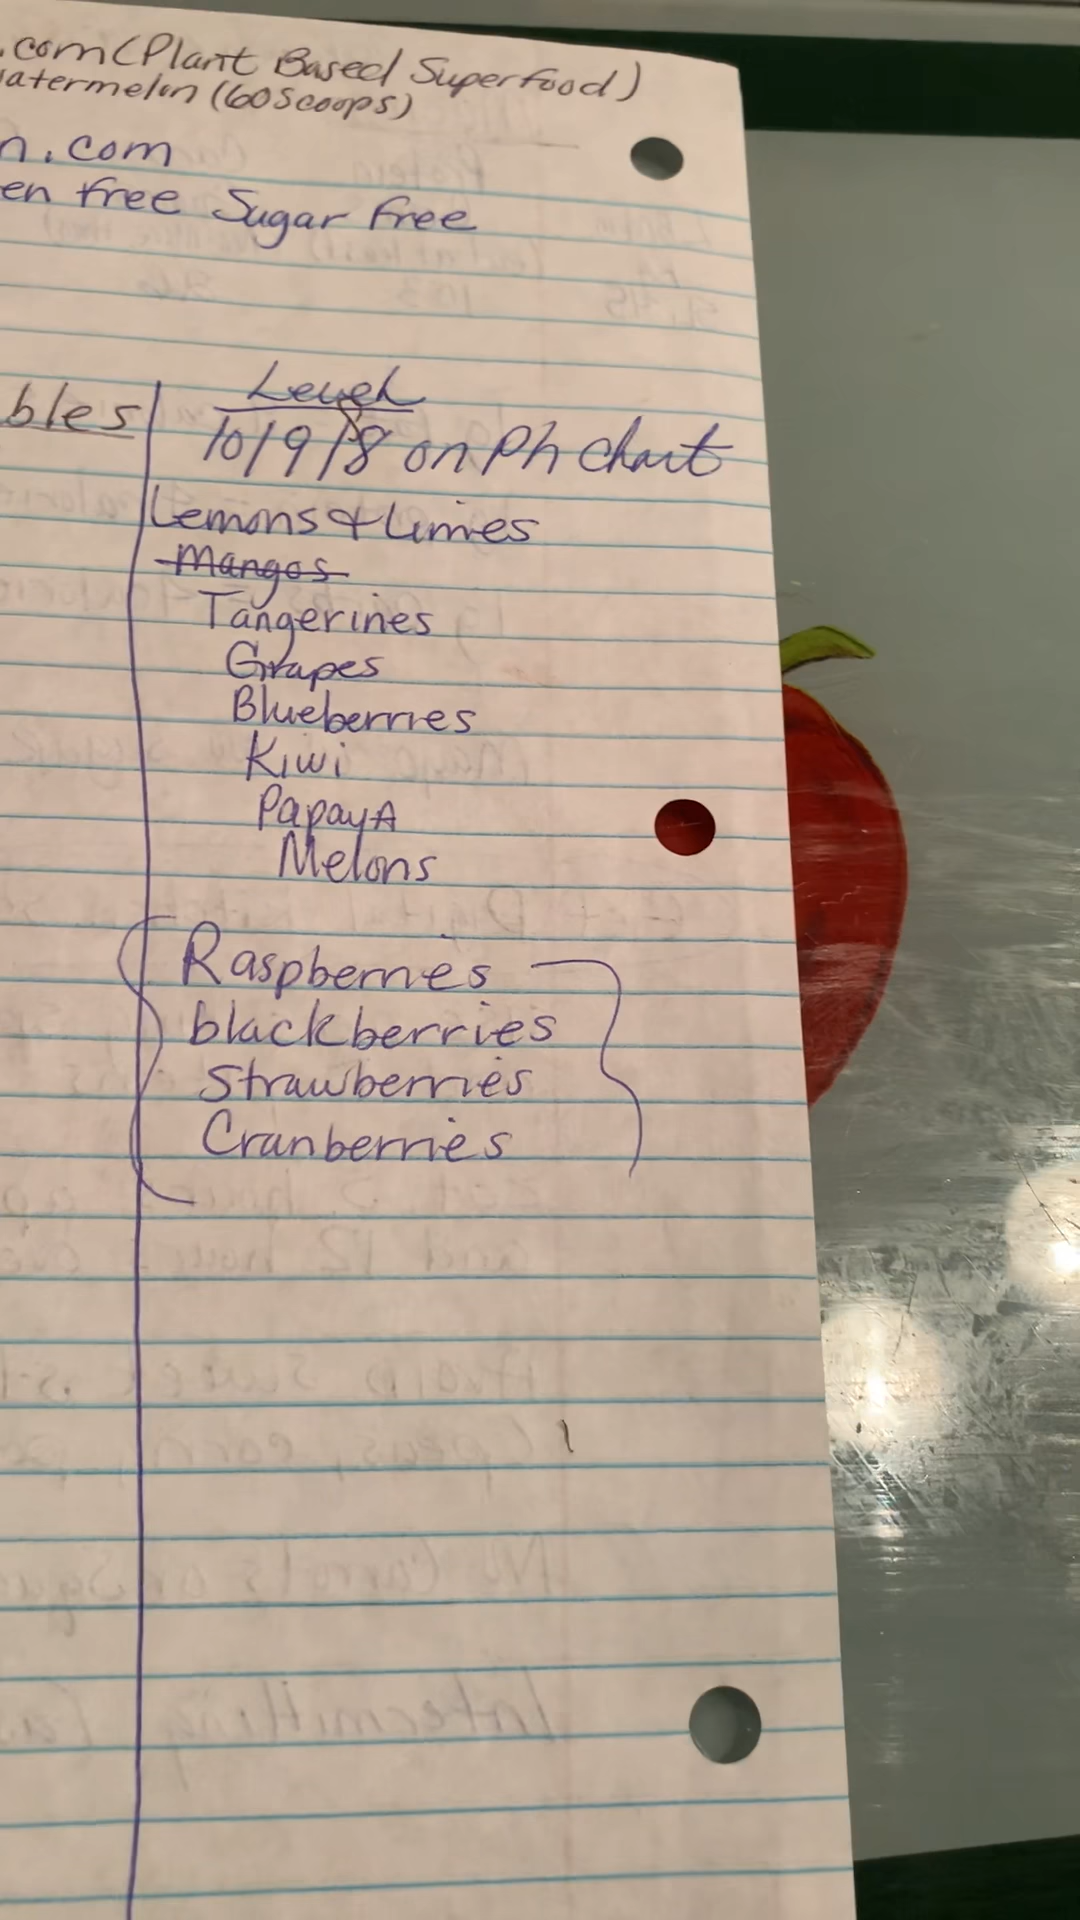 .com (Plant Based Superfood)
atermelon (60 Scoops)
n.com
en free Sugar Free
Level
bles
10/9/8 on Ph chart
Lemons & Limes
Mangos
Tangerines
Grapes
Blueberries
Kiwi
PapayA
Melons
Raspberries
blackberries
Strawberries
Cranberries